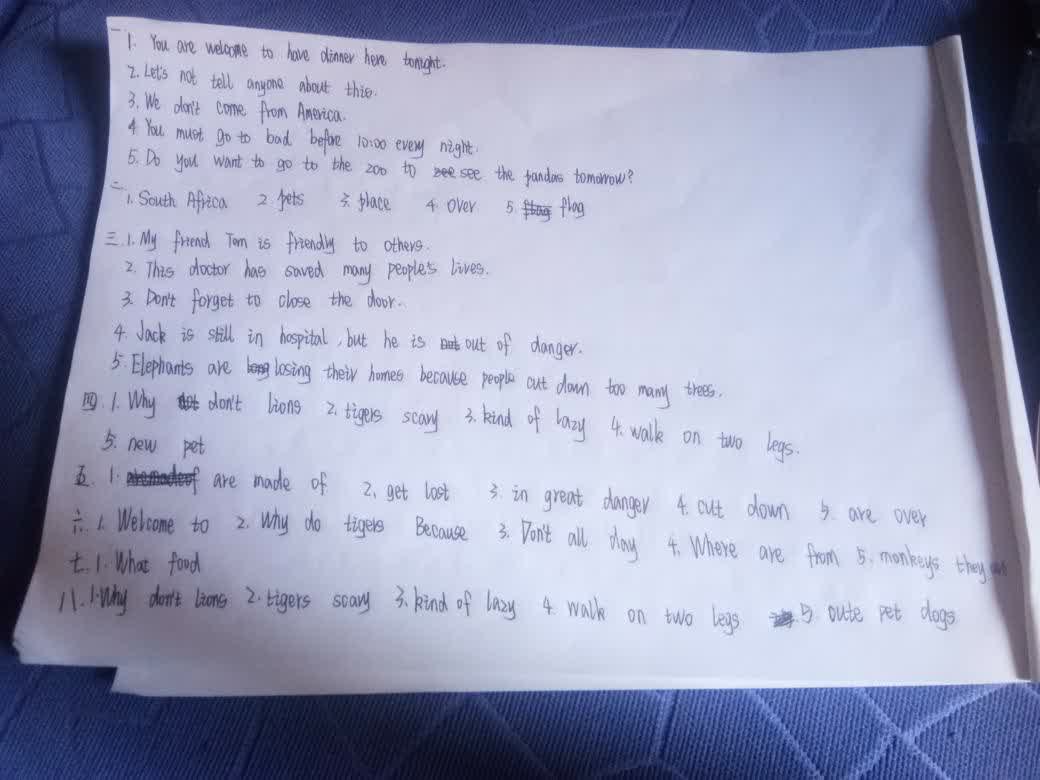 一 1. You are welcome to have dinner here tonight.
2. Let's not tell anyone about this.
3. We don't come from America.
4 You must go to bad before 10:00 every night.
5. Do you want to go to the zoo to see the pandas tomorrow?
二 1. South Africa 2 pets 3. place 4. over 5. flag
三 1. My friend Tom is friendly to others.
2. This doctor has saved many people's lives.
3. Don't forget to close the door.
4. Jack is still in hospital, but he is out of danger.
5. Elephants are losing their homes because people cut down too many trees.
四 1. Why don't lions 2. tigers scary 3. kind of lazy 4. walk on two legs.
5. new pet
五. 1. are made of 2. get lost 3. in great danger 4. cut down 5. are over
六. 1. Welcome to 2. Why do tigers Because 3. Don't all day 4. Where are from 5. monkeys they
七. 1. What food
八. 1. Why don't lions 2. tigers scary 3. kind of lazy 4. walk on two legs 5. cute pet dogs